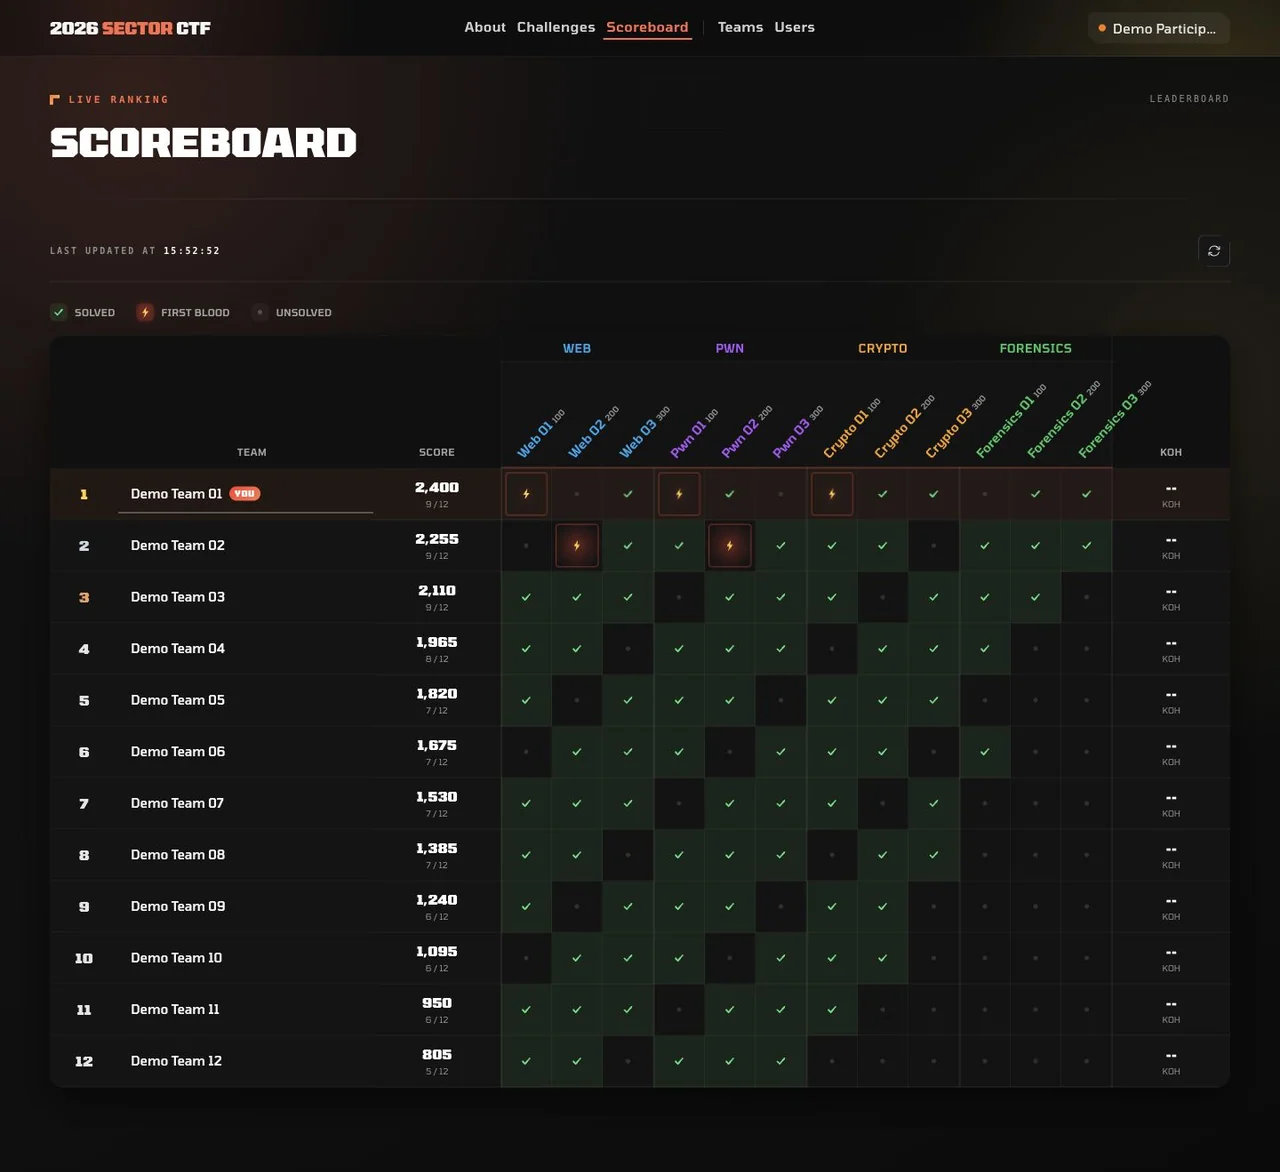 2026 SECTOR CTF
About Challenges Scoreboard Teams Users
Demo Particip...
LIVE RANKING
LEADERBOARD
SCOREBOARD
LAST UPDATED AT 15:52:52
SOLVED FIRST BLOOD UNSOLVED
WEB PWN CRYPTO FORENSICS
TEAM SCORE Web 01 100 Web 02 200 Web 03 300 Pwn 01 100 Pwn 02 200 Pwn 03 300 Crypto 01 100 Crypto 02 200 Crypto 03 300 Forensics 01 100 Forensics 02 200 Forensics 03 300 KOH
1 Demo Team 01 YOU 2,400 --
9 / 12 KOH
2 Demo Team 02 2,255 --
9 / 12 KOH
3 Demo Team 03 2,110 --
9 / 12 KOH
4 Demo Team 04 1,965 --
8 / 12 KOH
5 Demo Team 05 1,820 --
7 / 12 KOH
6 Demo Team 06 1,675 --
7 / 12 KOH
7 Demo Team 07 1,530 --
7 / 12 KOH
8 Demo Team 08 1,385 --
7 / 12 KOH
9 Demo Team 09 1,240 --
6 / 12 KOH
10 Demo Team 10 1,095 --
6 / 12 KOH
11 Demo Team 11 950 --
6 / 12 KOH
12 Demo Team 12 805 --
5 / 12 KOH